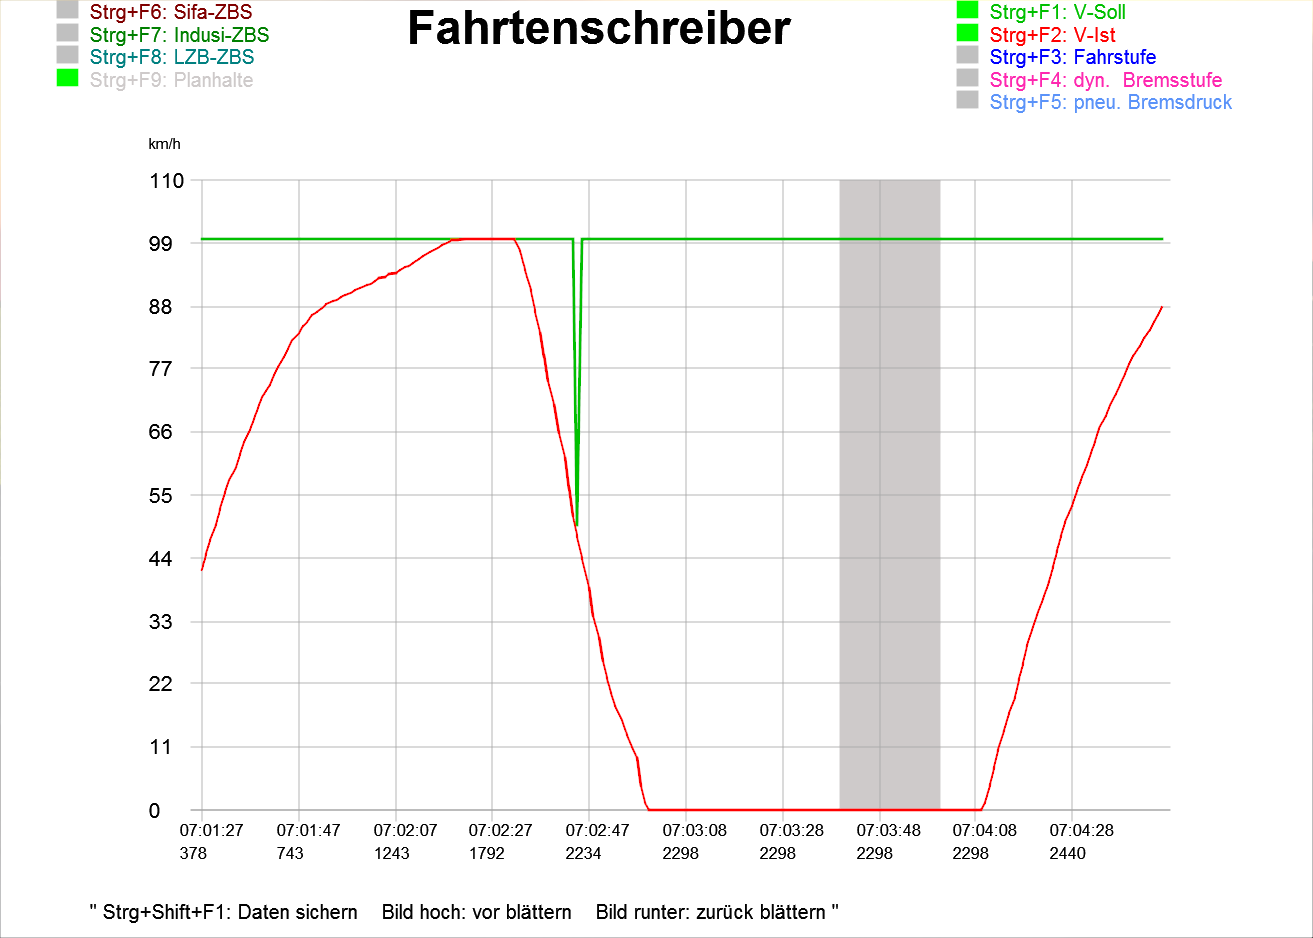 Fahrtenschreiber
Strg+F6: Sifa-ZBS
Strg+F7: Indusi-ZBS
Strg+F8: LZB-ZBS
Strg+F9: Planhalte
Strg+F1: V-Soll
Strg+F2: V-Ist
Strg+F3: Fahrstufe
Strg+F4: dyn.  Bremsstufe
Strg+F5: pneu. Bremsdruck
km/h
110
99
88
77
66
55
44
33
22
11
0
07:01:27 07:01:47 07:02:07 07:02:27 07:02:47 07:03:08 07:03:28 07:03:48 07:04:08 07:04:28
378 743 1243 1792 2234 2298 2298 2298 2298 2440
" Strg+Shift+F1: Daten sichern    Bild hoch: vor blättern    Bild runter: zurück blättern "